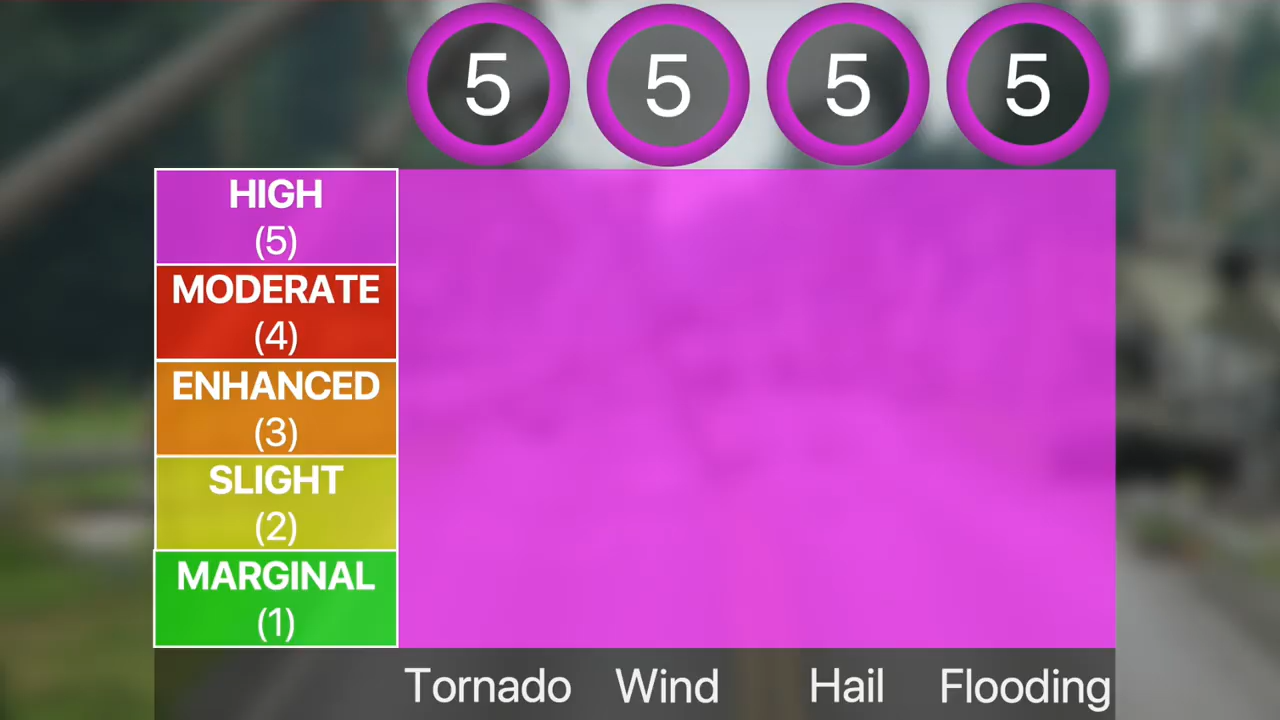 5 5 5 5
HIGH
(5)
MODERATE
(4)
ENHANCED
(3)
SLIGHT
(2)
MARGINAL
(1)
Tornado Wind Hail Flooding